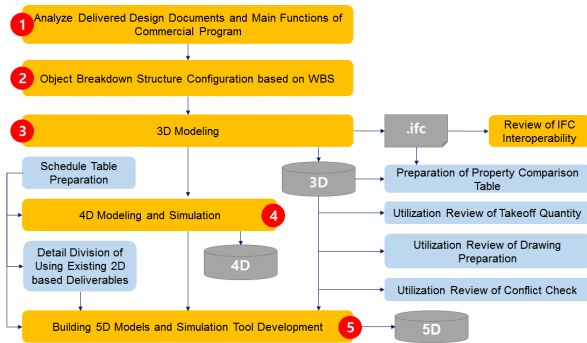 1
Analyze Delivered Design Documents and Main Functions of
Commercial Program
2
Object Breakdown Structure Configuration based on WBS
3
3D Modeling
.ifc
Review of IFC
Interoperability
Schedule Table
Preparation
3D
Preparation of Property Comparison
Table
4D Modeling and Simulation
4
Utilization Review of Takeoff Quantity
Detail Division of
Using Existing 2D
based Deliverables
4D
Utilization Review of Drawing
Preparation
Utilization Review of Conflict Check
Building 5D Models and Simulation Tool Development
5
5D